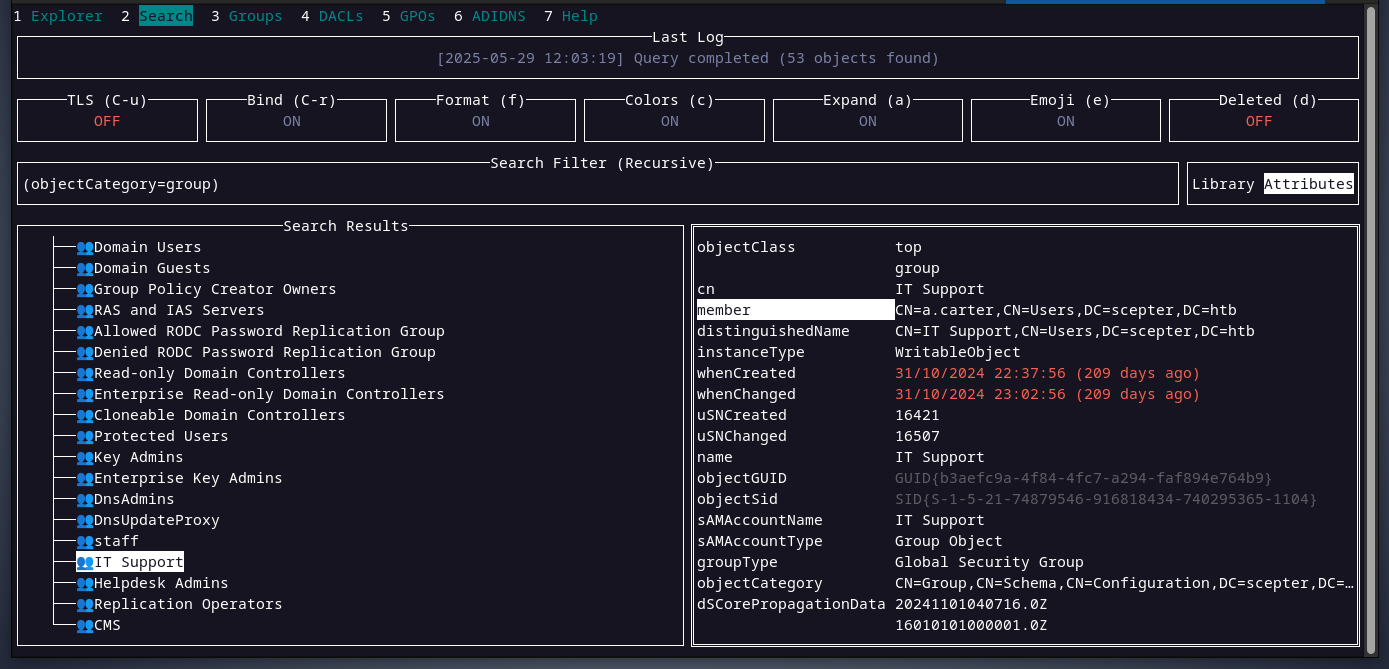 1 Explorer 2 Search 3 Groups 4 DACLs 5 GPOs 6 ADIDNS 7 Help
Last Log
[2025-05-29 12:03:19] Query completed (53 objects found)
TLS (C-u) Bind (C-r) Format (f) Colors (c) Expand (a) Emoji (e) Deleted (d)
OFF ON ON ON ON ON OFF
Search Filter (Recursive)
(objectCategory=group)
Library Attributes
Search Results
Domain Users
Domain Guests
Group Policy Creator Owners
RAS and IAS Servers
Allowed RODC Password Replication Group
Denied RODC Password Replication Group
Read-only Domain Controllers
Enterprise Read-only Domain Controllers
Cloneable Domain Controllers
Protected Users
Key Admins
Enterprise Key Admins
DnsAdmins
DnsUpdateProxy
staff
IT Support
Helpdesk Admins
Replication Operators
CMS
objectClass top
group
cn IT Support
member CN=a.carter,CN=Users,DC=scepter,DC=htb
distinguishedName CN=IT Support,CN=Users,DC=scepter,DC=htb
instanceType WritableObject
whenCreated 31/10/2024 22:37:56 (209 days ago)
whenChanged 31/10/2024 23:02:56 (209 days ago)
uSNCreated 16421
uSNChanged 16507
name IT Support
objectGUID GUID{b3aefc9a-4f84-4fc7-a294-faf894e764b9}
objectSid SID{S-1-5-21-74879546-916818434-740295365-1104}
sAMAccountName IT Support
sAMAccountType Group Object
groupType Global Security Group
objectCategory CN=Group,CN=Schema,CN=Configuration,DC=scepter,DC=…
dSCorePropagationData 20241101040716.0Z
16010101000001.0Z